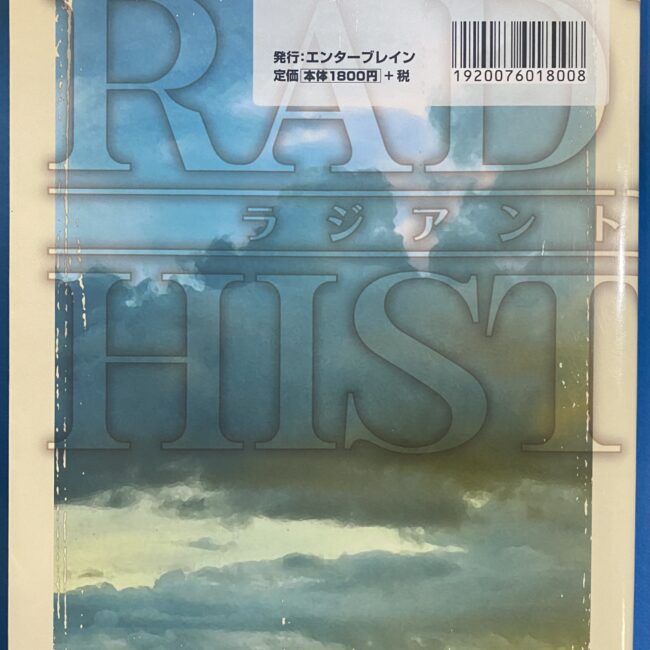 発行:エンターブレイン
定価 本体1800円 + 税
1920076018008
RAD
ラジアント
HIST